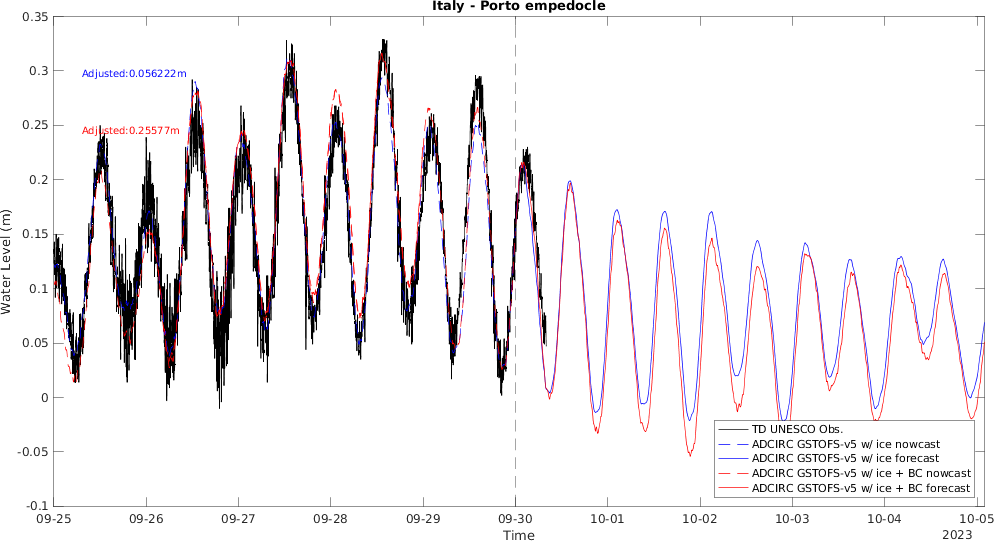 Italy - Porto empedocle
0.35
0.3
0.25
0.2
0.15
0.1
0.05
0
-0.05
-0.1
Water Level (m)
Adjusted:0.056222m
Adjusted:0.25577m
TD UNESCO Obs.
ADCIRC GSTOFS-v5 w/ ice nowcast
ADCIRC GSTOFS-v5 w/ ice forecast
ADCIRC GSTOFS-v5 w/ ice + BC nowcast
ADCIRC GSTOFS-v5 w/ ice + BC forecast
09-25 09-26 09-27 09-28 09-29 09-30 10-01 10-02 10-03 10-04 10-05
Time
2023